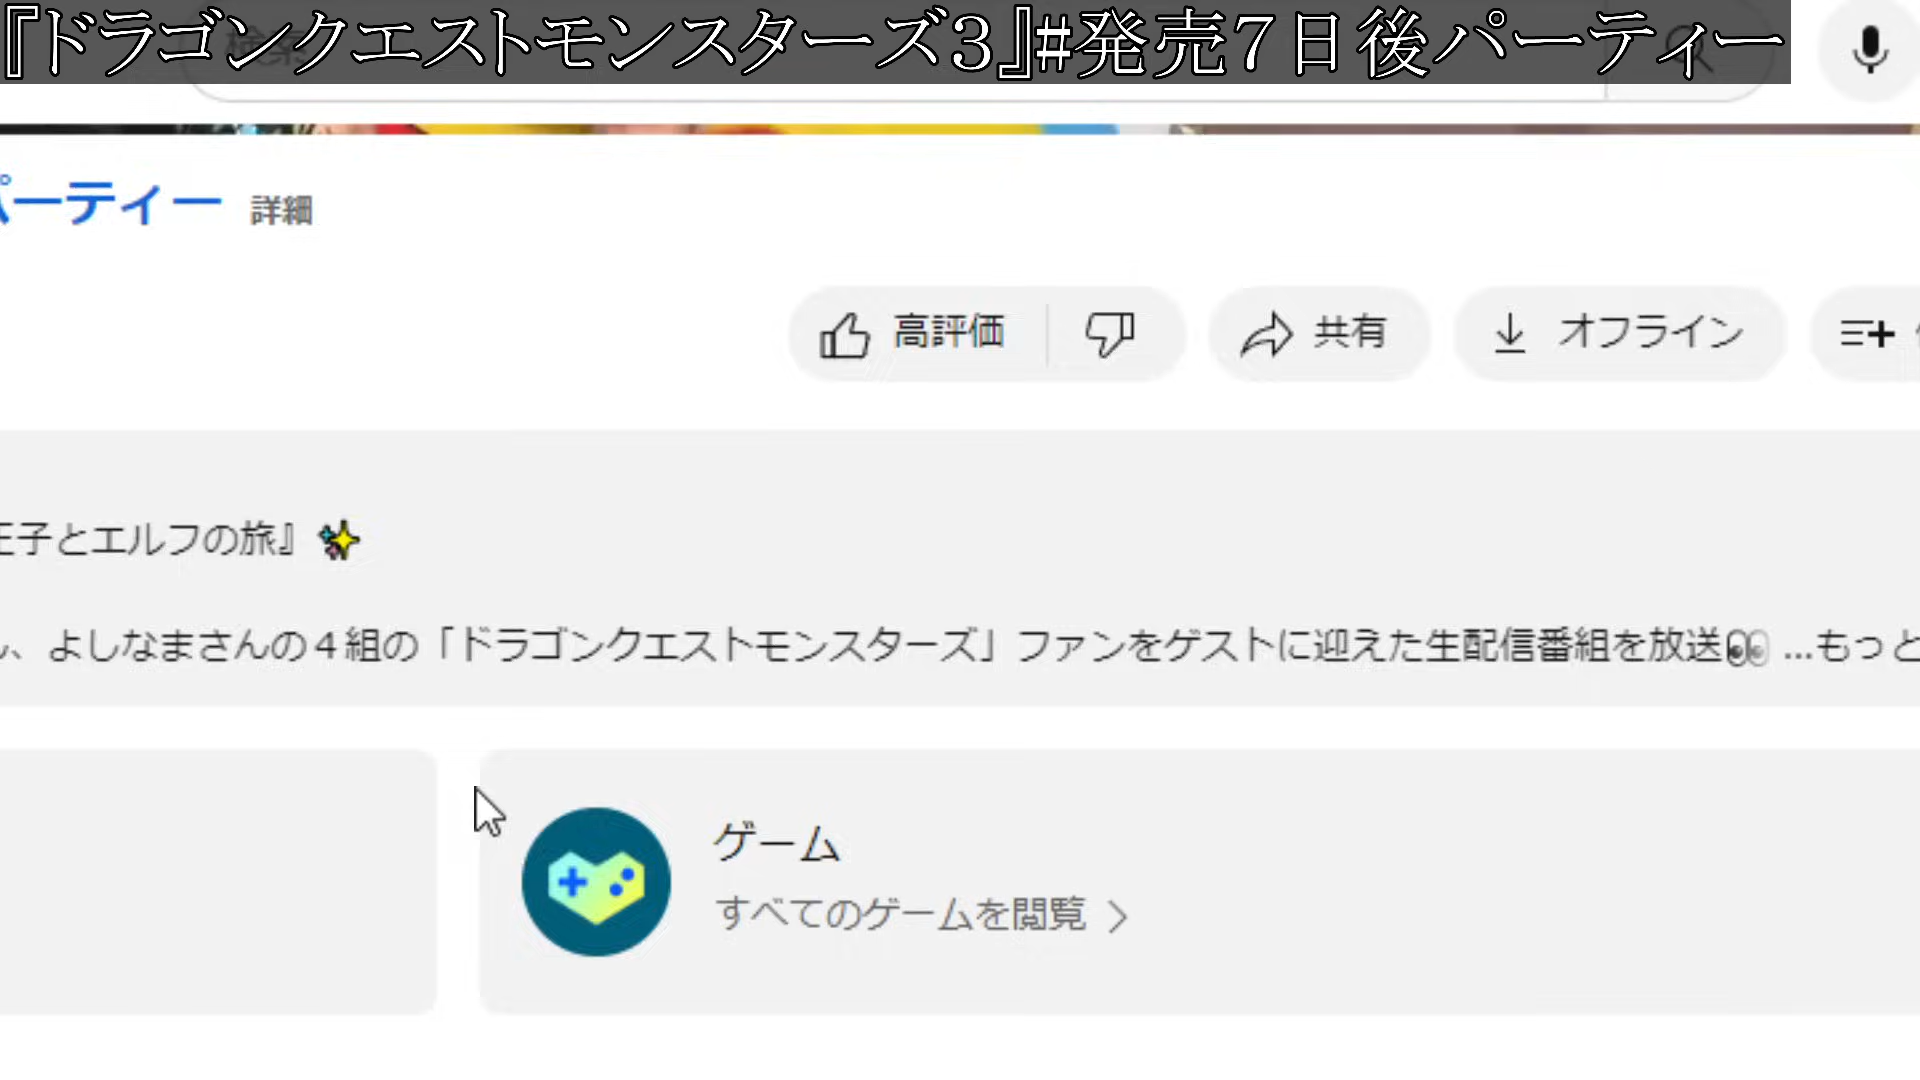 『ドラゴンクエストモンスターズ3』#発売７日後パーティー
検索
パーティー 詳細
高評価 共有 オフライン
王子とエルフの旅』✨
、よしなまさんの４組の「ドラゴンクエストモンスターズ」ファンをゲストに迎えた生配信番組を放送👀 ...もっと
ゲーム
すべてのゲームを閲覧 >